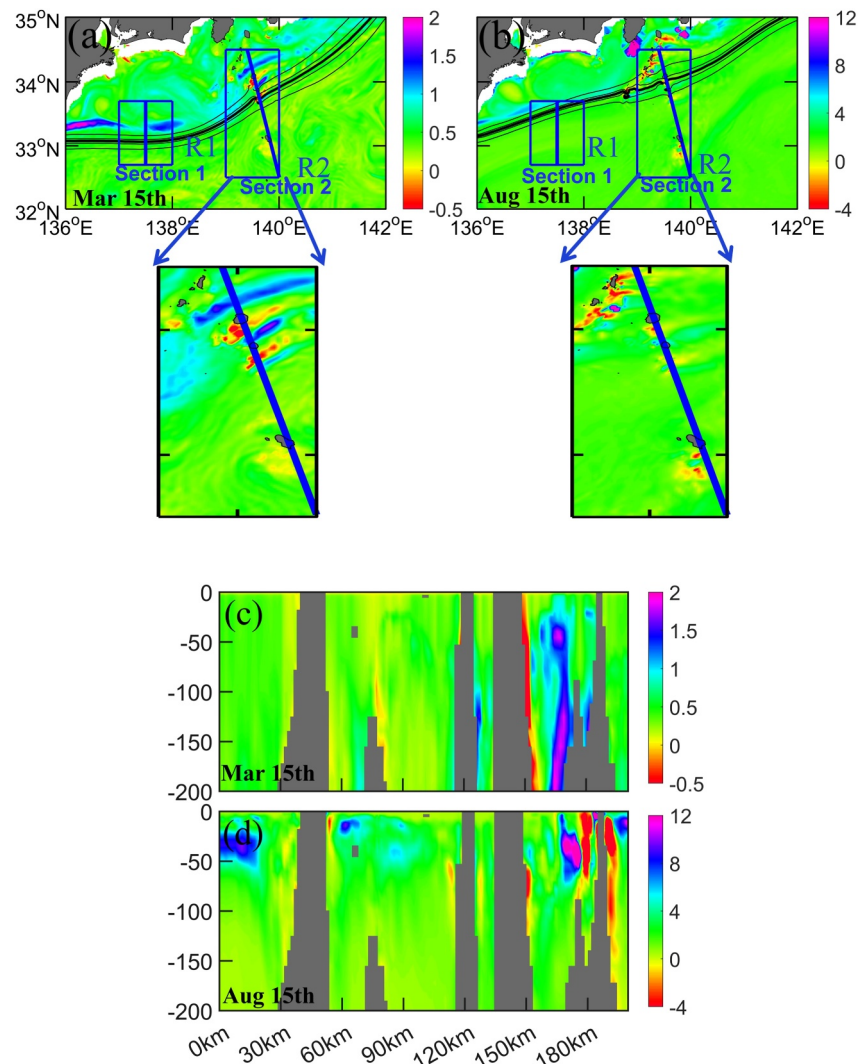 (a)
35°N
34°N
33°N
32°N
R1
Section 1
R2
Section 2
Mar 15th
136°E
138°E
140°E
142°E
2
1.5
1
0.5
0
-0.5
(b)
R1
Section 1
R2
Section 2
Aug 15th
136°E
138°E
140°E
142°E
12
8
4
0
-4
(c)
0
-50
-100
-150
-200
Mar 15th
2
1.5
1
0.5
0
-0.5
(d)
0
-50
-100
-150
-200
Aug 15th
12
8
4
0
-4
0km
30km
60km
90km
120km
150km
180km